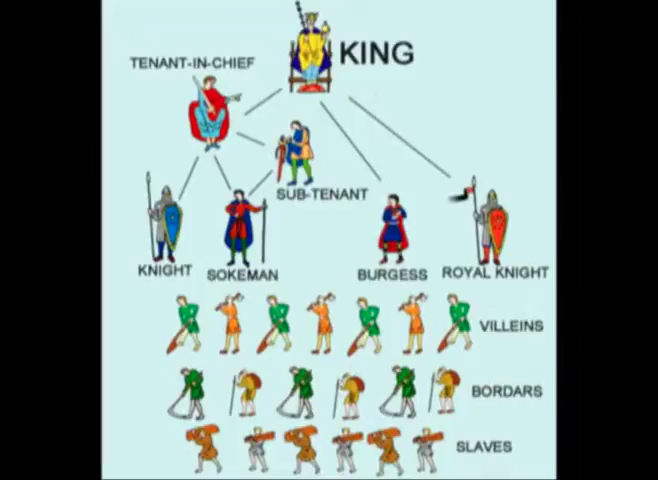 KING
TENANT-IN-CHIEF
SUB-TENANT
KNIGHT
SOKEMAN
BURGESS
ROYAL KNIGHT
VILLEINS
BORDARS
SLAVES